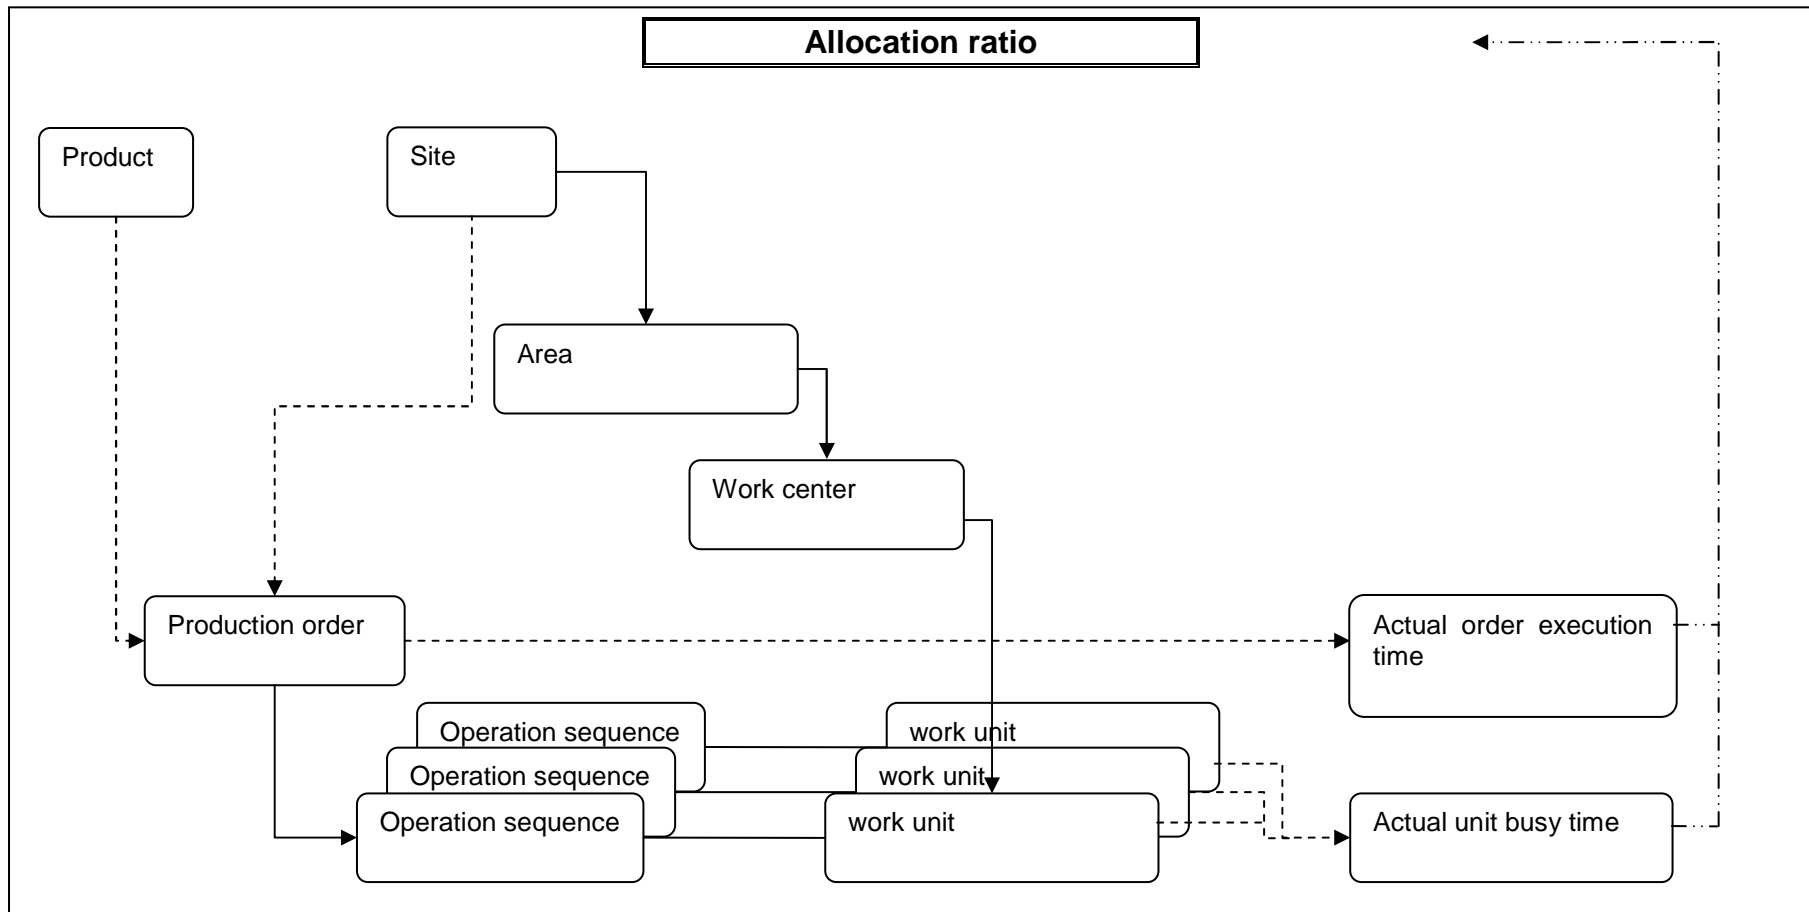 Allocation ratio
Product
Site
Area
Work center
Production order
Actual order execution
time
Operation sequence
work unit
Operation sequence
work unit
Operation sequence
work unit
Actual unit busy time